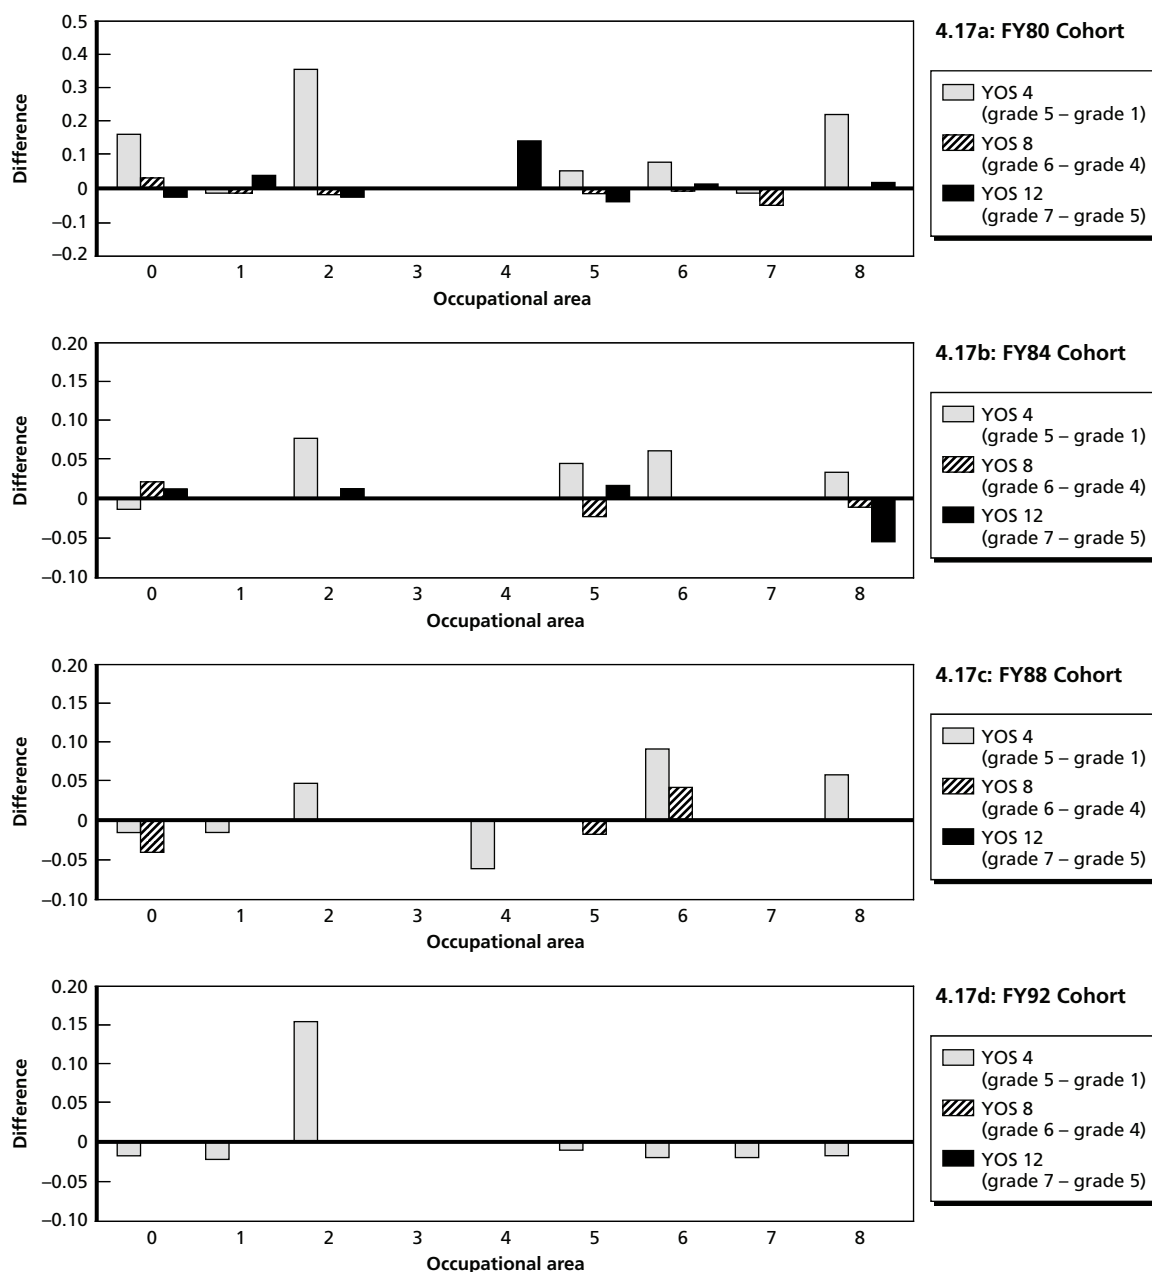 4.17a: FY80 Cohort
Difference
0.5
0.4
0.3
0.2
0.1
0
–0.1
–0.2
0 1 2 3 4 5 6 7 8
Occupational area
YOS 4
(grade 5 – grade 1)
YOS 8
(grade 6 – grade 4)
YOS 12
(grade 7 – grade 5)
4.17b: FY84 Cohort
Difference
0.20
0.15
0.10
0.05
0
–0.05
–0.10
0 1 2 3 4 5 6 7 8
Occupational area
YOS 4
(grade 5 – grade 1)
YOS 8
(grade 6 – grade 4)
YOS 12
(grade 7 – grade 5)
4.17c: FY88 Cohort
Difference
0.20
0.15
0.10
0.05
0
–0.05
–0.10
0 1 2 3 4 5 6 7 8
Occupational area
YOS 4
(grade 5 – grade 1)
YOS 8
(grade 6 – grade 4)
YOS 12
(grade 7 – grade 5)
4.17d: FY92 Cohort
Difference
0.20
0.15
0.10
0.05
0
–0.05
–0.10
0 1 2 3 4 5 6 7 8
Occupational area
YOS 4
(grade 5 – grade 1)
YOS 8
(grade 6 – grade 4)
YOS 12
(grade 7 – grade 5)